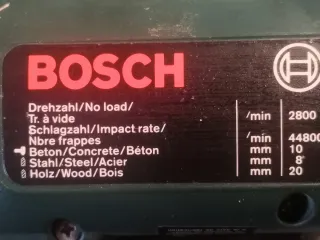 BOSCH
BOSCH
Drehzahl/No load/
Tr. à vide /min 2800
Schlagzahl/Impact rate/
Nbre frappes /min 44800
Beton/Concrete/Béton mm 10
Stahl/Steel/Acier mm 8
Holz/Wood/Bois mm 20